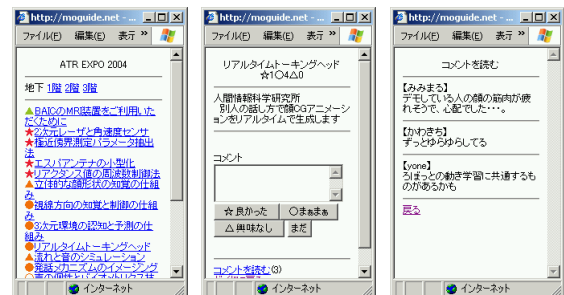 http://moguide.net - ...
ファイル(F) 編集(E) 表示 »
ATR EXPO 2004
地下 1階 2階 3階
▲BAICのMRI装置をご利用いた
だくために
★2次元レーザと角速度センサ
★極近傍界測定パラメータ抽出
法
★エスパアンテナの小型化
★リアクタンス値の周波数制御法
▲立体的な顔形状の知覚の仕組
み
●視線方向の知覚と制御の仕組
み
●3次元環境の認知と予測の仕
組み
●リアルタイムトーキングヘッド
▲流れと音のシミュレーション
●発話メカニズムのイメージング
インターネット
http://moguide.net - ...
ファイル(F) 編集(E) 表示 »
リアルタイムトーキングヘッド
☆1○4△0
人間情報科学研究所
別人の話し方で顔CGアニメーシ
ョンをリアルタイムで生成します
コメント
☆良かった ○まぁまぁ
△興味なし まだ
コメントを読む(3)
インターネット
http://moguide.net - ...
ファイル(F) 編集(E) 表示 »
コメントを読む
【みみまる】
デモしている人の顔の筋肉が疲
れそうで、心配でした・・・。
【かわきち】
ずっとゆらゆらしてる
【yone】
ろぼっとの動き学習に共通するも
のがあるかも
戻る
インターネット